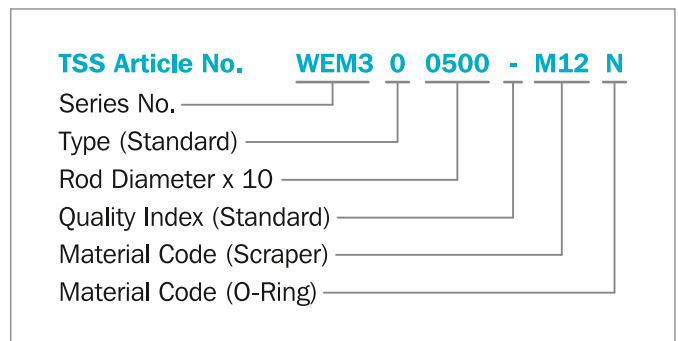 TSS Article No. WEM3 0 0500 - M12 N
Series No.
Type (Standard)
Rod Diameter x 10
Quality Index (Standard)
Material Code (Scraper)
Material Code (O-Ring)